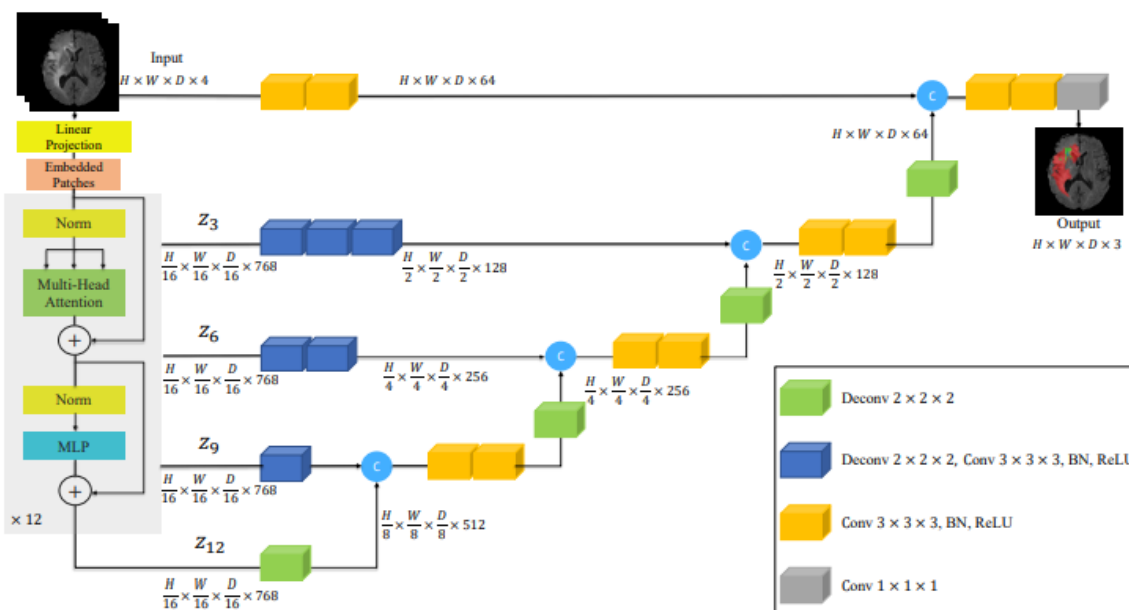 Input
H × W × D × 4
H × W × D × 64
C
H × W × D × 64
Linear
Projection
Embedded
Patches
Norm
Multi-Head
Attention
+
Norm
MLP
+
× 12
z₃
H/16 × W/16 × D/16 × 768
H/2 × W/2 × D/2 × 128
C
H/2 × W/2 × D/2 × 128
z₆
H/16 × W/16 × D/16 × 768
H/4 × W/4 × D/4 × 256
C
H/4 × W/4 × D/4 × 256
z₉
H/16 × W/16 × D/16 × 768
C
H/8 × W/8 × D/8 × 512
z₁₂
H/16 × W/16 × D/16 × 768
Output
H × W × D × 3
Deconv 2 × 2 × 2
Deconv 2 × 2 × 2, Conv 3 × 3 × 3, BN, ReLU
Conv 3 × 3 × 3, BN, ReLU
Conv 1 × 1 × 1